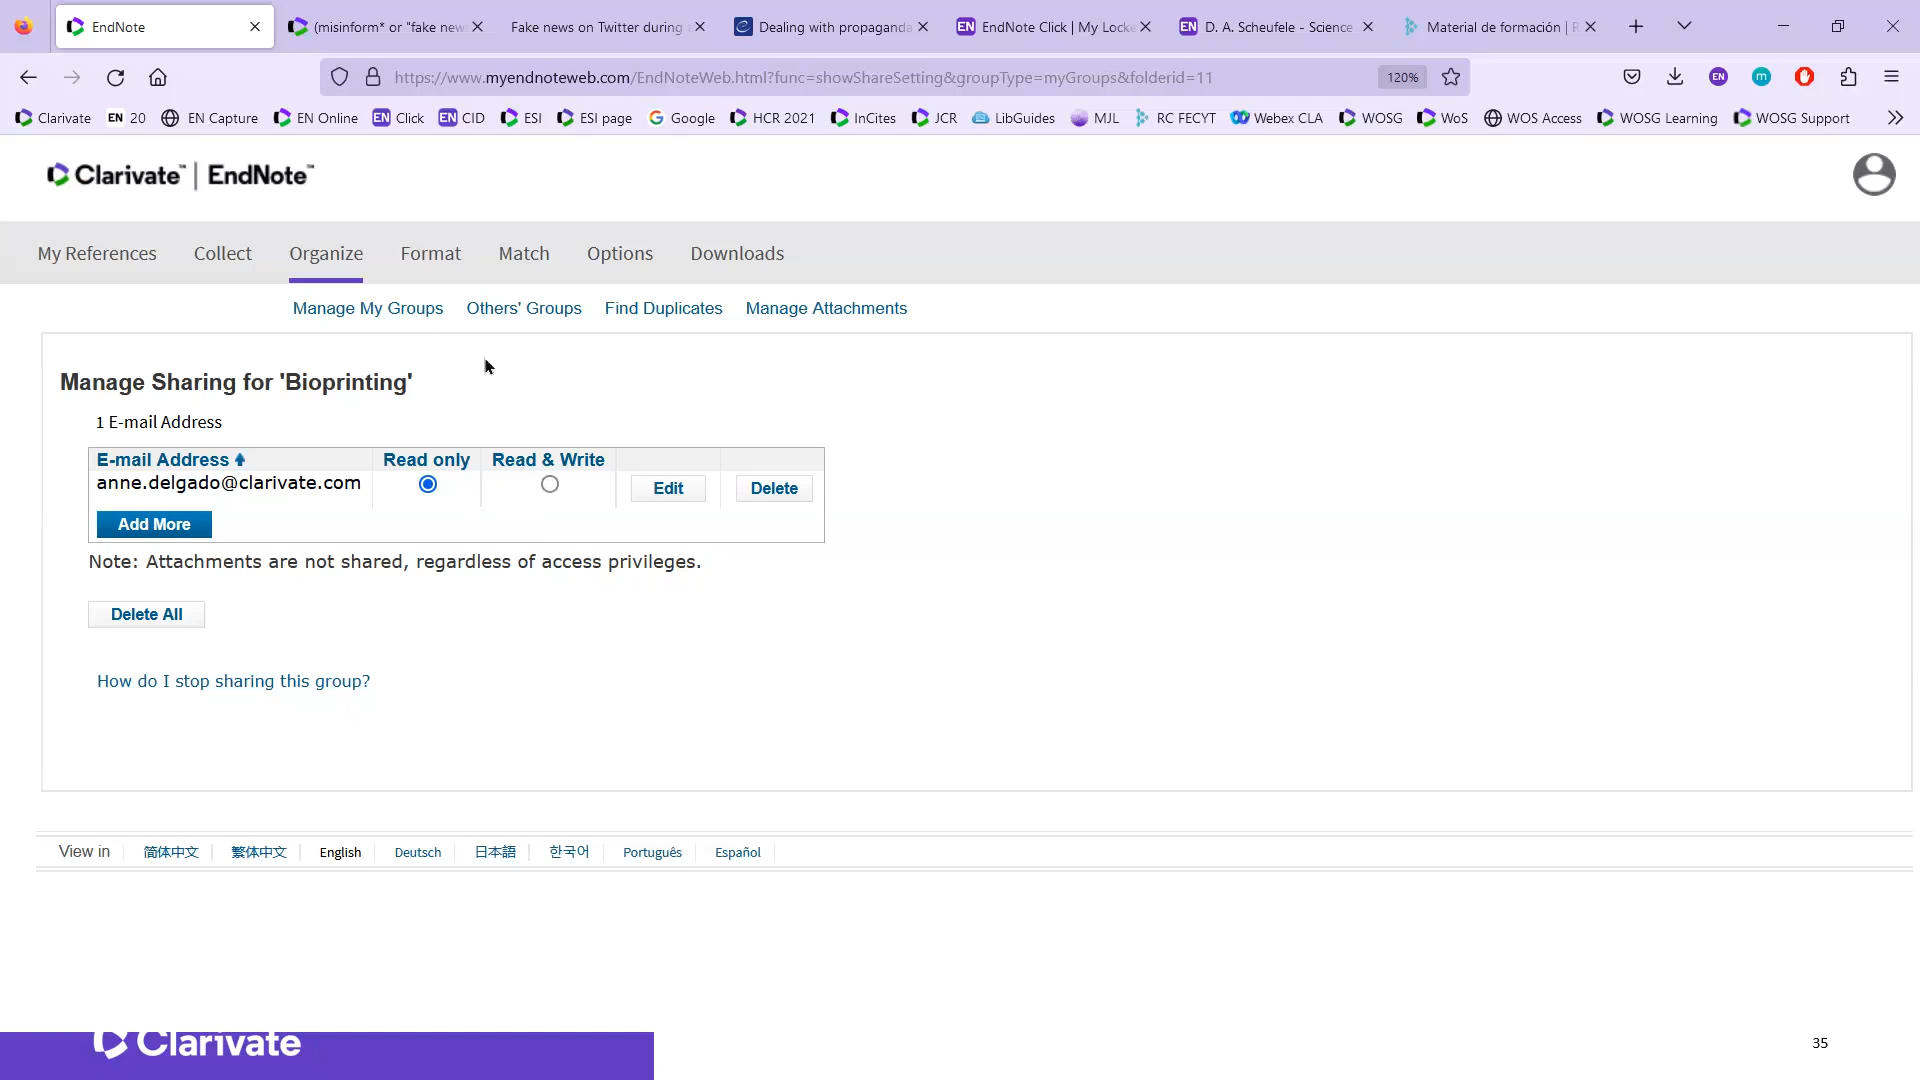 EndNote
(misinform* or "fake new
Fake news on Twitter during
Dealing with propaganda
EN EndNote Click | My Locke
EN D. A. Scheufele - Science
Material de formación | R
https://www.myendnoteweb.com/EndNoteWeb.html?func=showShareSetting&groupType=myGroups&folderid=11
120%
EN
m
Clarivate
EN 20
EN Capture
EN Online
EN Click
EN CID
ESI
ESI page
Google
HCR 2021
InCites
JCR
LibGuides
MJL
RC FECYT
Webex CLA
WOSG
WoS
WOS Access
WOSG Learning
WOSG Support
Clarivate™ | EndNote™
My References
Collect
Organize
Format
Match
Options
Downloads
Manage My Groups
Others' Groups
Find Duplicates
Manage Attachments
Manage Sharing for 'Bioprinting'
1 E-mail Address
E-mail Address
Read only
Read & Write
anne.delgado@clarivate.com
Edit
Delete
Add More
Note: Attachments are not shared, regardless of access privileges.
Delete All
How do I stop sharing this group?
View in
简体中文
繁体中文
English
Deutsch
日本語
한국어
Português
Español
Clarivate
35